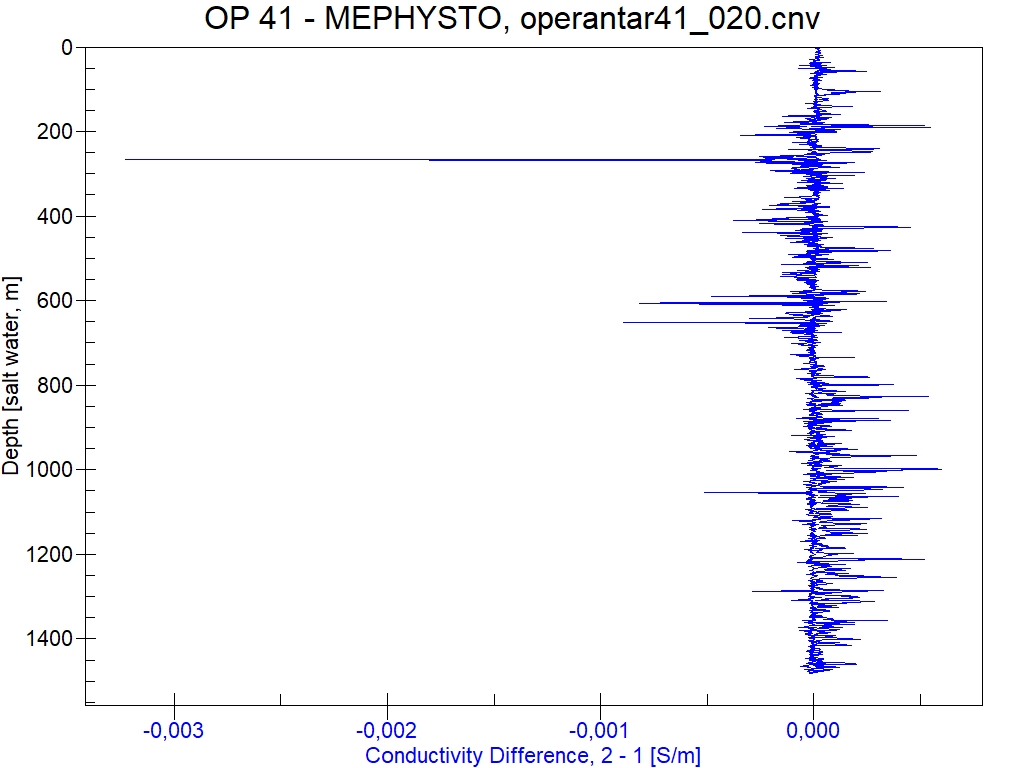 OP 41 - MEPHYSTO, operantar41_020.cnv
0
200
400
600
800
1000
1200
1400
Depth [salt water, m]
-0,003 -0,002 -0,001 0,000
Conductivity Difference, 2 - 1 [S/m]